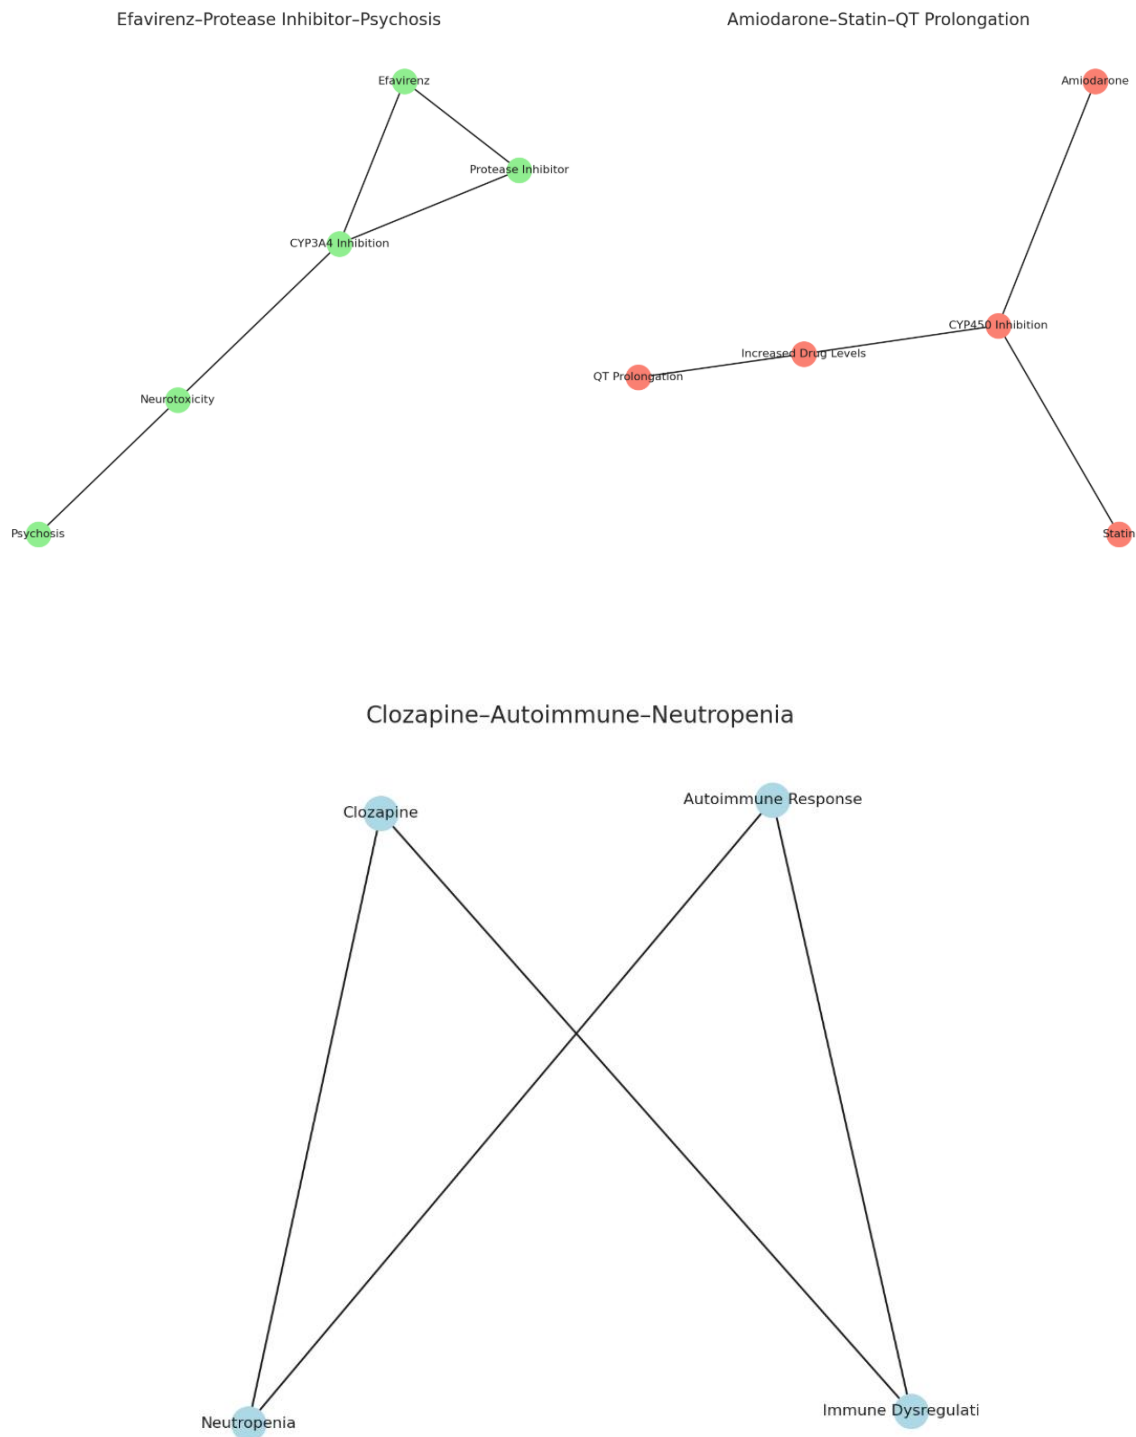 Efavirenz–Protease Inhibitor–Psychosis
Efavirenz
Protease Inhibitor
CYP3A4 Inhibition
Neurotoxicity
Psychosis
Amiodarone–Statin–QT Prolongation
Amiodarone
CYP450 Inhibition
Increased Drug Levels
QT Prolongation
Statin
Clozapine–Autoimmune–Neutropenia
Clozapine
Autoimmune Response
Neutropenia
Immune Dysregulati